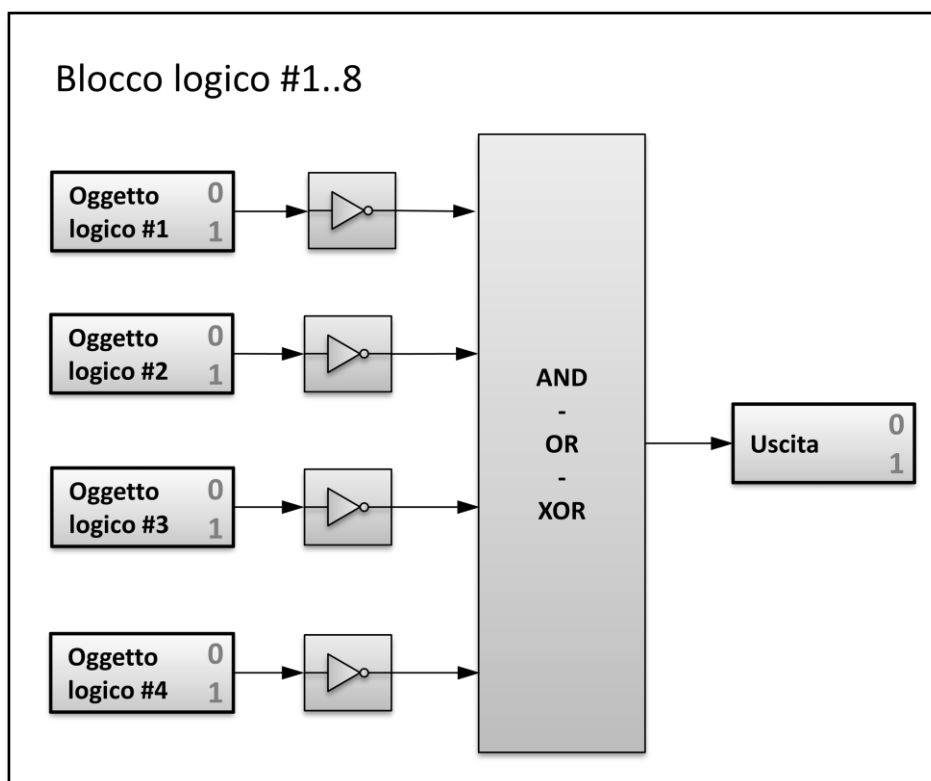 Blocco logico #1..8
Oggetto 0
logico #1 1
Oggetto 0
logico #2 1
Oggetto 0
logico #3 1
Oggetto 0
logico #4 1
AND
-
OR
-
XOR
Uscita 0
1